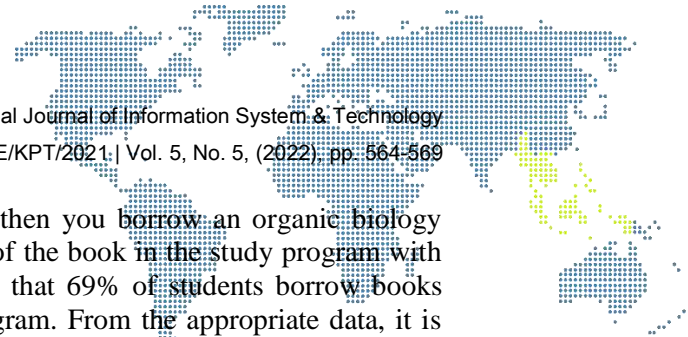 al Journal of Information System & Technology
E/KPT/2021 | Vol. 5, No. 5, (2022), pp. 564-569
then you borrow an organic biology
of the book in the study program with
that 69% of students borrow books
gram. From the appropriate data, it is